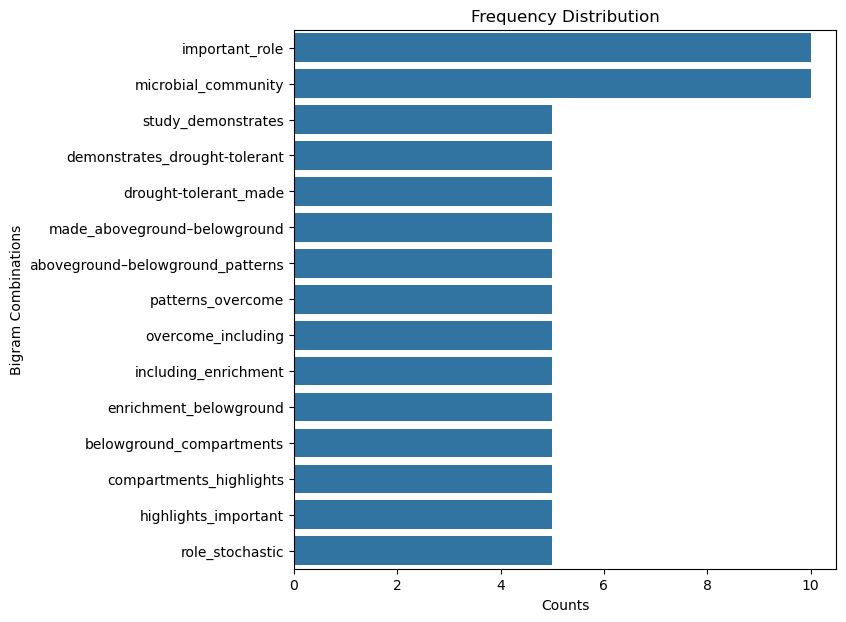 Frequency Distribution
Bigram Combinations
important_role
microbial_community
study_demonstrates
demonstrates_drought-tolerant
drought-tolerant_made
made_aboveground–belowground
aboveground–belowground_patterns
patterns_overcome
overcome_including
including_enrichment
enrichment_belowground
belowground_compartments
compartments_highlights
highlights_important
role_stochastic
0 2 4 6 8 10
Counts